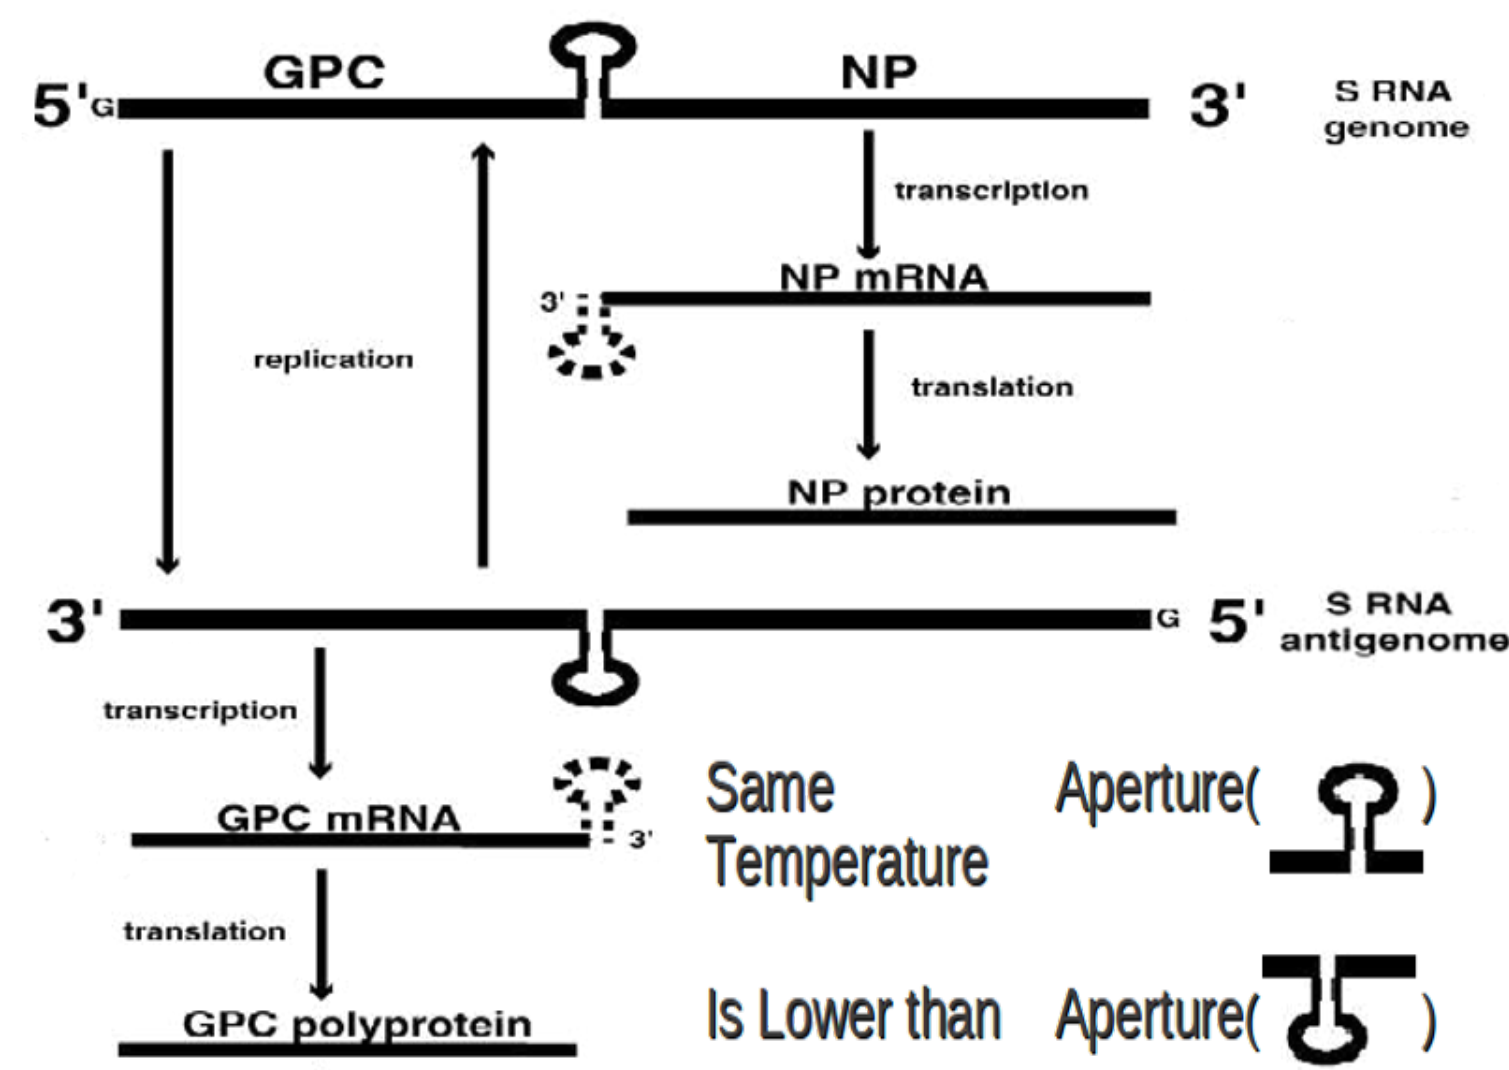 GPC
NP
5' G
3'
S RNA
genome
transcription
NP mRNA
3'
replication
translation
NP protein
3'
G 5'
S RNA
antigenome
transcription
GPC mRNA
3'
translation
GPC polyprotein
Same Aperture( )
Temperature
Is Lower than Aperture( )